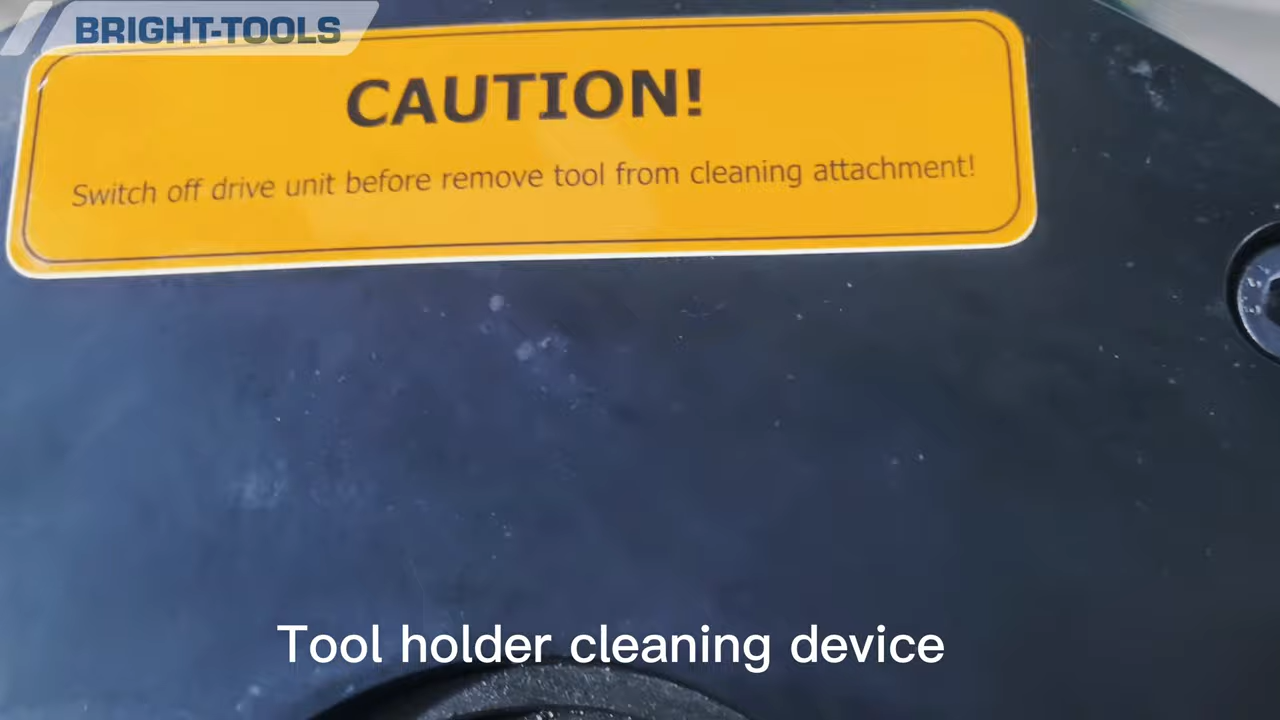 BRIGHT-TOOLS
CAUTION!
Switch off drive unit before remove tool from cleaning attachment!
Tool holder cleaning device